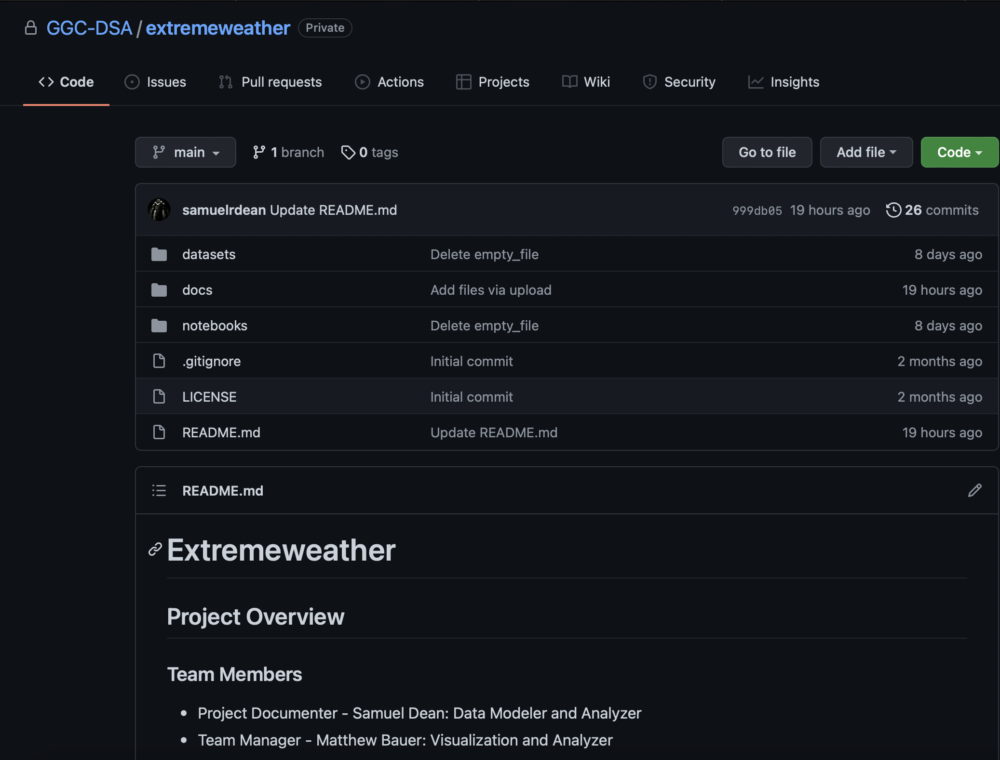 GGC-DSA / extremeweather Private
Code Issues Pull requests Actions Projects Wiki Security Insights
main 1 branch 0 tags Go to file Add file Code
samuelrdean Update README.md 999db05 19 hours ago 26 commits
datasets Delete empty_file 8 days ago
docs Add files via upload 19 hours ago
notebooks Delete empty_file 8 days ago
.gitignore Initial commit 2 months ago
LICENSE Initial commit 2 months ago
README.md Update README.md 19 hours ago
README.md
Extremeweather
Project Overview
Team Members
• Project Documenter - Samuel Dean: Data Modeler and Analyzer
• Team Manager - Matthew Bauer: Visualization and Analyzer